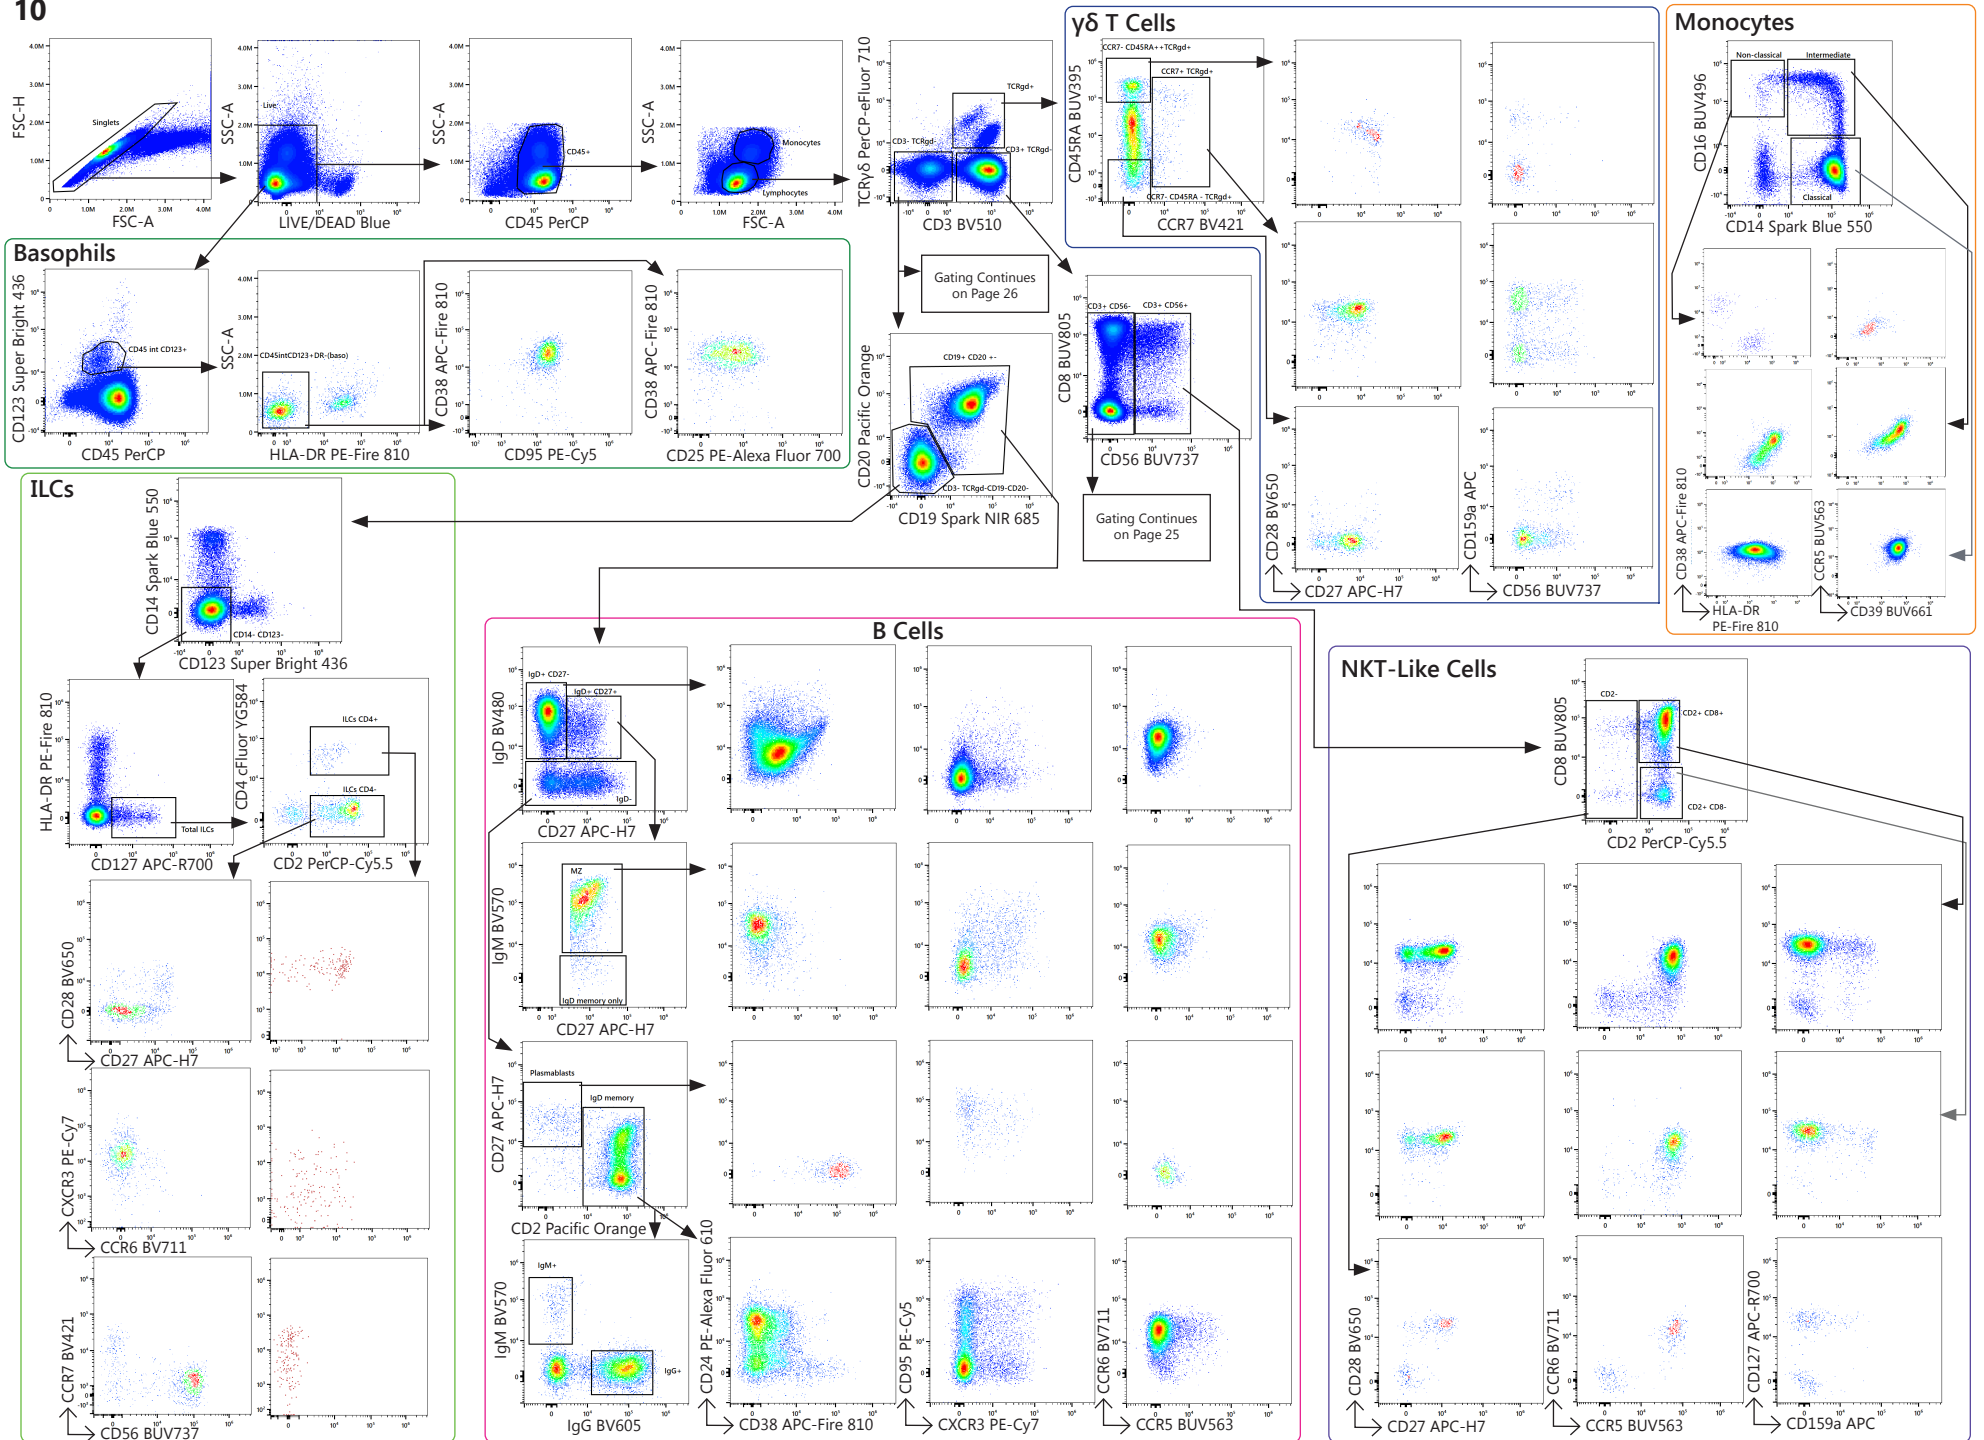 10
FSC-H
FSC-A
Singlets
SSC-A
LIVE/DEAD Blue
Live
SSC-A
CD45 PerCP
CD45+
SSC-A
FSC-A
Monocytes
Lymphocytes
TCRγδ PerCP-eFluor 710
CD3 BV510
TCRgd+
CD3- TCRgd-
CD3+ TCRgd-
γδ T Cells
CD45RA BUV395
CCR7 BV421
CCR7- CD45RA++TCRgd+
CCR7+ TCRgd+
CCR7- CD45RA - TCRgd+
CD28 BV650
CD27 APC-H7
CD159a APC
CD56 BUV737
Monocytes
Non-classical
Intermediate
Classical
CD16 BUV496
CD14 Spark Blue 550
CD38 APC-Fire 810
HLA-DR
PE-Fire 810
CCR5 BUV563
CD39 BUV661
Basophils
CD123 Super Bright 436
CD45 PerCP
CD45 int CD123+
SSC-A
HLA-DR PE-Fire 810
CD45intCD123+DR-(baso)
CD38 APC-Fire 810
CD95 PE-Cy5
CD38 APC-Fire 810
CD25 PE-Alexa Fluor 700
Gating Continues
on Page 26
CD20 Pacific Orange
CD19 Spark NIR 685
CD19+ CD20 +-
CD3- TCRgd-CD19-CD20-
CD8 BUV805
CD56 BUV737
CD3+ CD56-
CD3+ CD56+
Gating Continues
on Page 25
ILCs
CD14 Spark Blue 550
CD123 Super Bright 436
CD14- CD123-
HLA-DR PE-Fire 810
CD127 APC-R700
Total ILCs
CD4 cFluor YG584
CD2 PerCP-Cy5.5
ILCs CD4+
ILCs CD4-
CD28 BV650
CD27 APC-H7
CXCR3 PE-Cy7
CCR6 BV711
CCR7 BV421
CD56 BUV737
B Cells
IgD BV480
CD27 APC-H7
IgD+ CD27-
IgD+ CD27+
IgD-
IgM BV570
CD27 APC-H7
MZ
IgD memory only
CD27 APC-H7
CD2 Pacific Orange
Plasmablasts
IgD memory
IgM BV570
IgG BV605
IgM+
IgG+
CD24 PE-Alexa Fluor 610
CD38 APC-Fire 810
CD95 PE-Cy5
CXCR3 PE-Cy7
CCR6 BV711
CCR5 BUV563
NKT-Like Cells
CD8 BUV805
CD2 PerCP-Cy5.5
CD2-
CD2+ CD8+
CD2+ CD8-
CD28 BV650
CD27 APC-H7
CCR6 BV711
CCR5 BUV563
CD127 APC-R700
CD159a APC